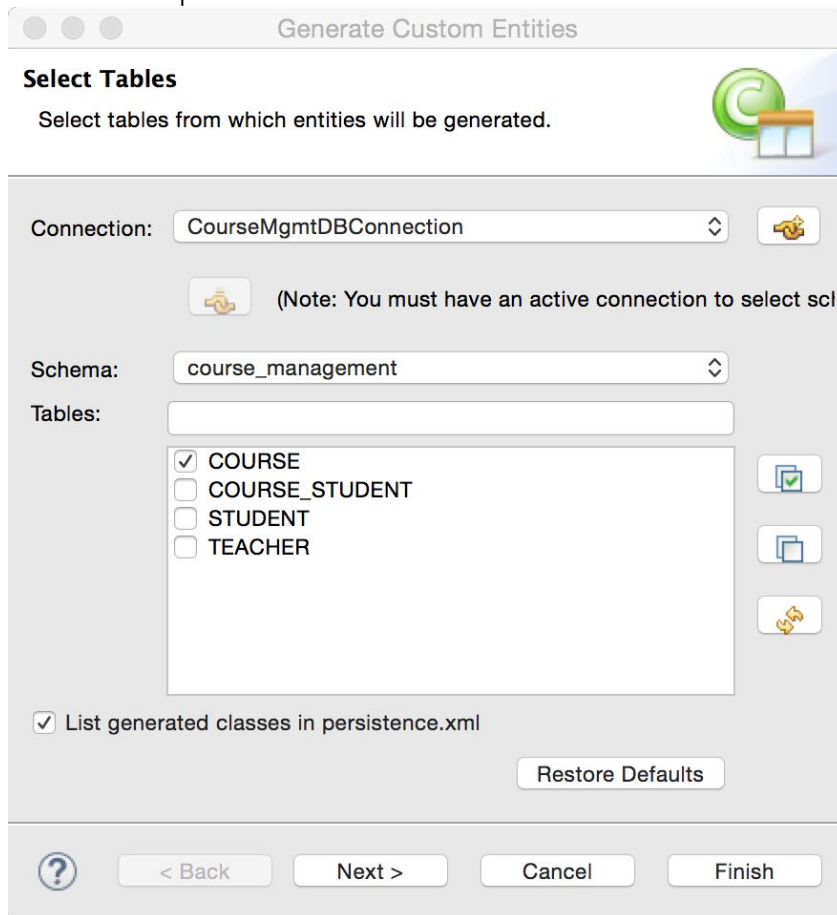 Generate Custom Entities
Select Tables
Select tables from which entities will be generated.
Connection: CourseMgmtDBConnection
(Note: You must have an active connection to select scl
Schema: course_management
Tables:
COURSE
COURSE_STUDENT
STUDENT
TEACHER
List generated classes in persistence.xml
Restore Defaults
? < Back Next > Cancel Finish